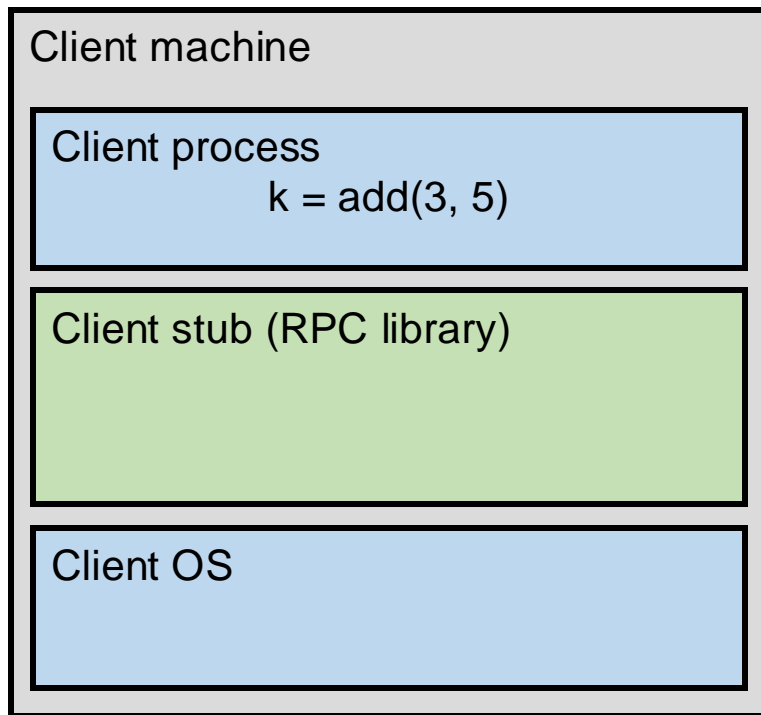 Client machine
Client process
k = add(3, 5)
Client stub (RPC library)
Client OS